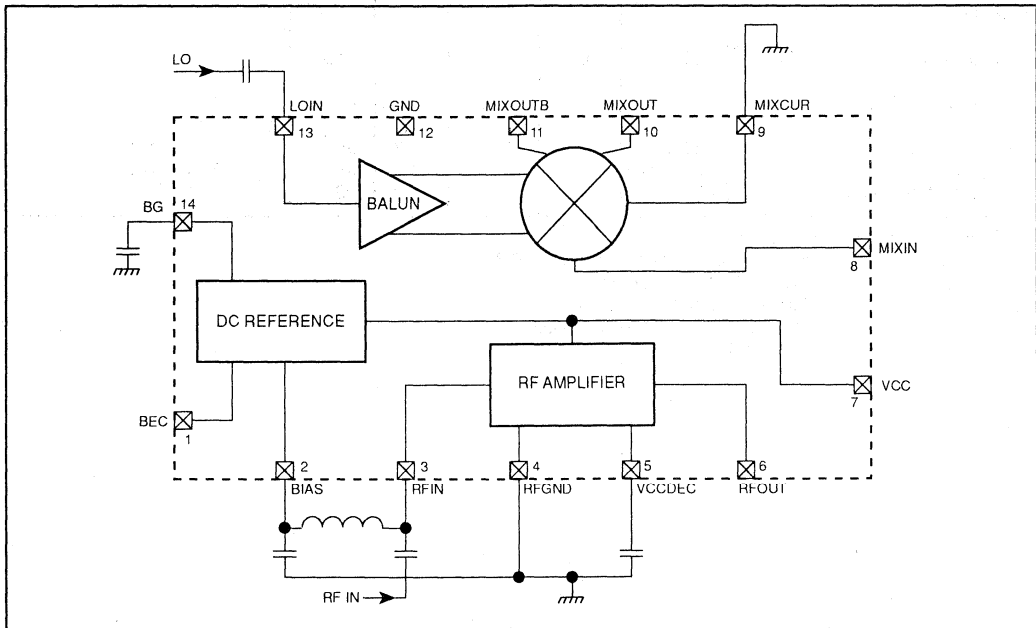 LO
LOIN
GND
MIXOUTB
MIXOUT
MIXCUR
13
12
11
10
9
BALUN
BG
14
MIXIN
8
DC REFERENCE
RF AMPLIFIER
VCC
7
BEC
1
2
3
4
5
6
BIAS
RFIN
RFGND
VCCDEC
RFOUT
RF IN